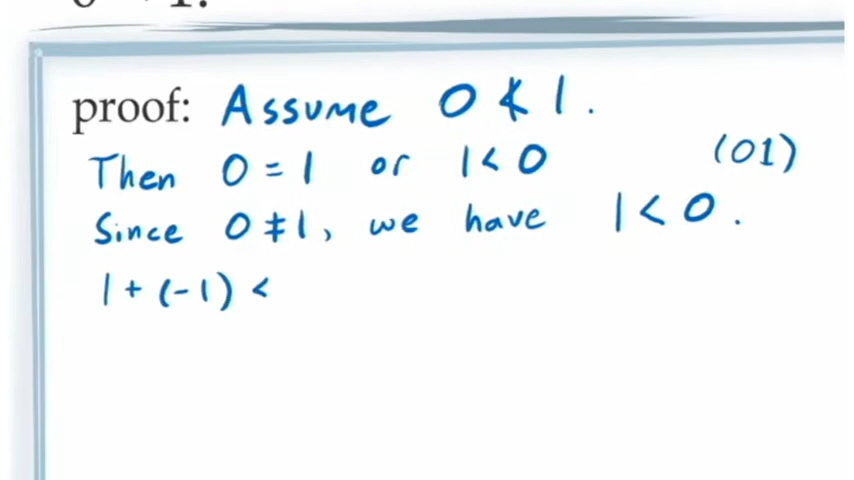 proof: Assume 0 ≮ 1.
Then 0 = 1 or 1 < 0 (01)
Since 0 ≠ 1, we have 1 < 0.
1 + (-1) <